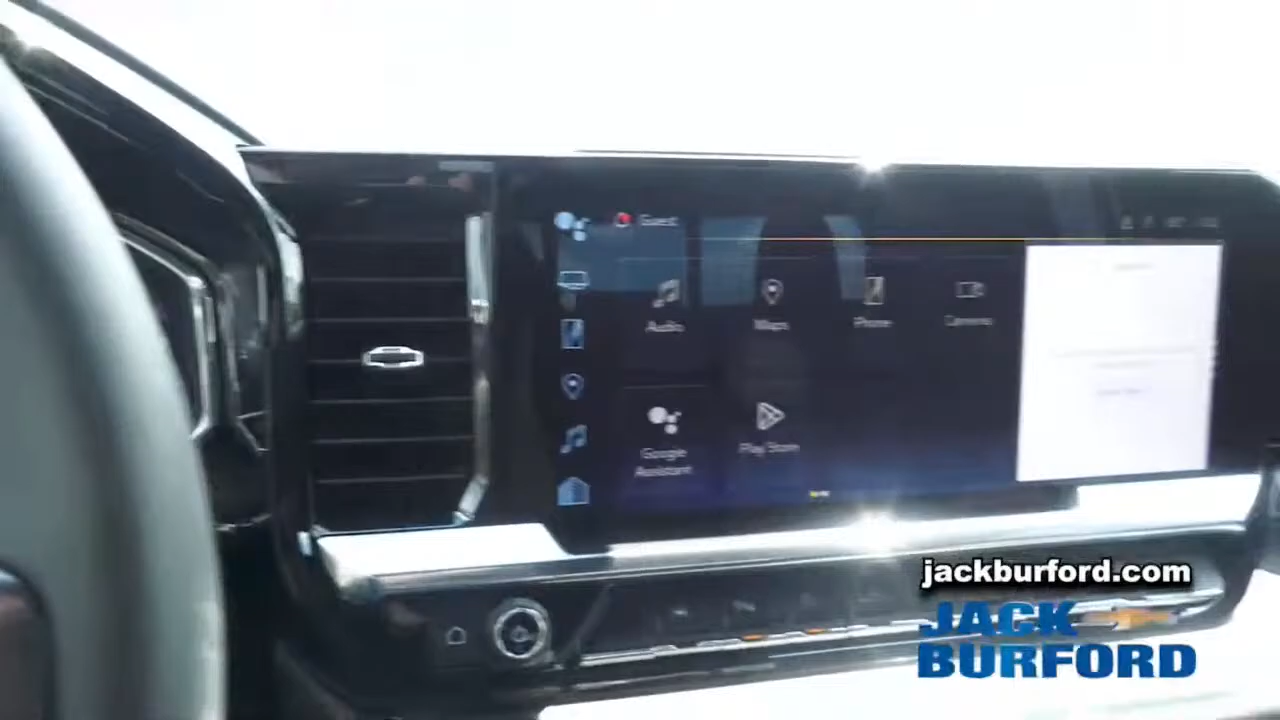 Guest
Audio
Maps
Phone
Camera
Google
Assistant
Play Store
jackburford.com
JACK
BURFORD